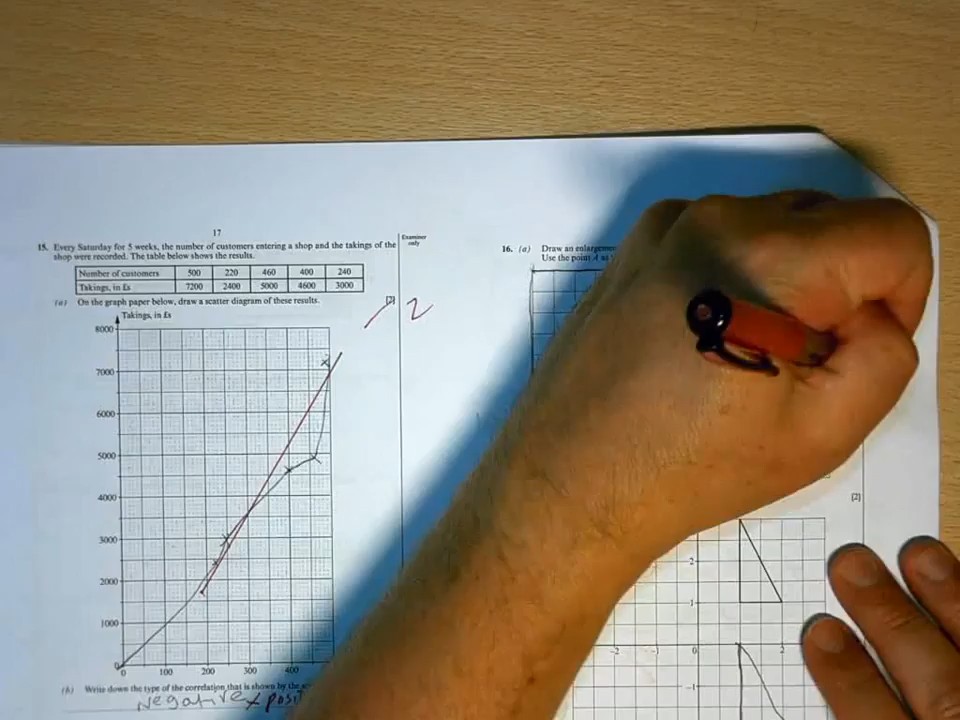 17
15. Every Saturday for 5 weeks, the number of customers entering a shop and the takings of the
shop were recorded. The table below shows the results.
Number of customers 500 220 460 400 240
Takings, in £s 7200 2400 5000 4600 3000
(a) On the graph paper below, draw a scatter diagram of these results. [2]
Examiner
only
2
Takings, in £s
8000
7000
6000
5000
4000
3000
2000
1000
0 100 200 300 400
(b) Write down the type of the correlation that is shown by the
Negative
16. (a) Draw an
Use the point A as
[2]
2
1
-2 -1 0 2
-1